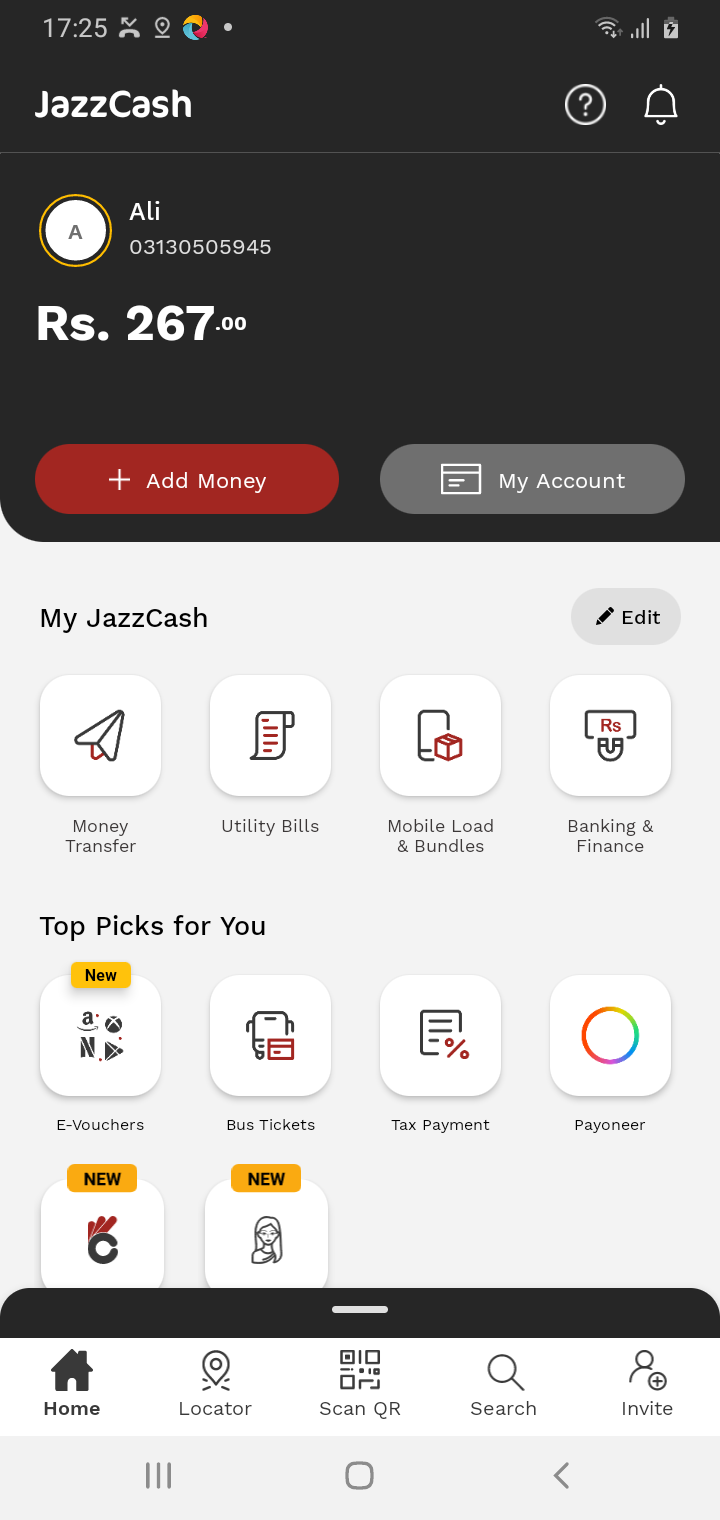 17:25
JazzCash
?
A
Ali
03130505945
Rs. 267.00
Add Money
My Account
My JazzCash
Edit
Rs
Money Transfer
Utility Bills
Mobile Load & Bundles
Banking & Finance
Top Picks for You
New
a
N
%
E-Vouchers
Bus Tickets
Tax Payment
Payoneer
NEW
NEW
Home
Locator
Scan QR
Search
Invite